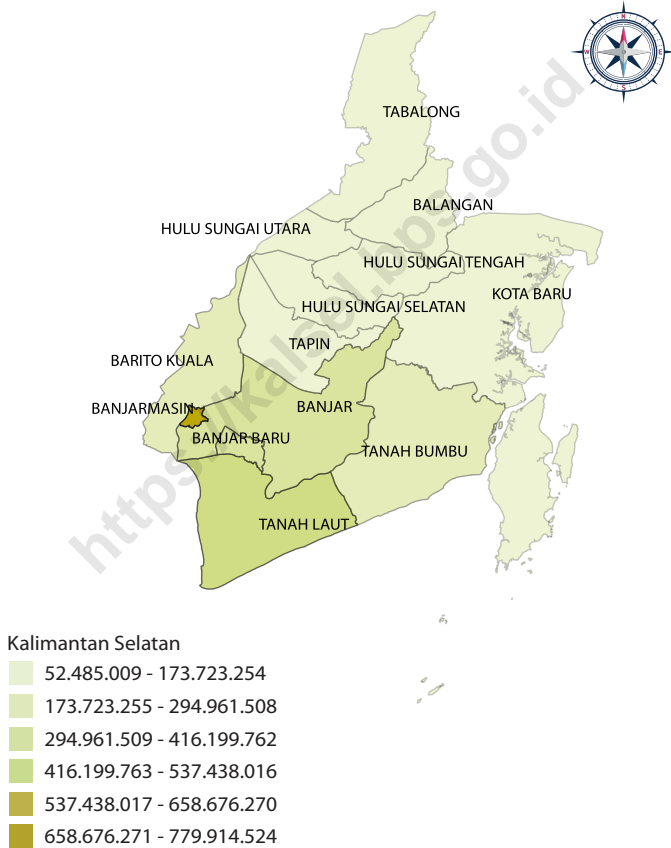 N
W
E
S
TABALONG
BALANGAN
HULU SUNGAI UTARA
HULU SUNGAI TENGAH
KOTA BARU
HULU SUNGAI SELATAN
TAPIN
BARITO KUALA
BANJARMASIN
BANJAR
BANJAR BARU
TANAH BUMBU
TANAH LAUT
https://kalsel.bps.go.id
Kalimantan Selatan
52.485.009 - 173.723.254
173.723.255 - 294.961.508
294.961.509 - 416.199.762
416.199.763 - 537.438.016
537.438.017 - 658.676.270
658.676.271 - 779.914.524